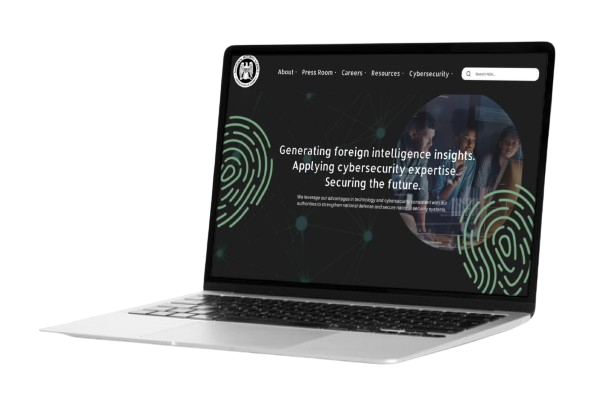 About
Press Room
Careers
Resources
Cybersecurity
Search NSA...
Generating foreign intelligence insights.
Applying cybersecurity expertise.
Securing the future.
We leverage our advantages in technology and cybersecurity consistent with our
authorities to strengthen national defense and secure national security systems.